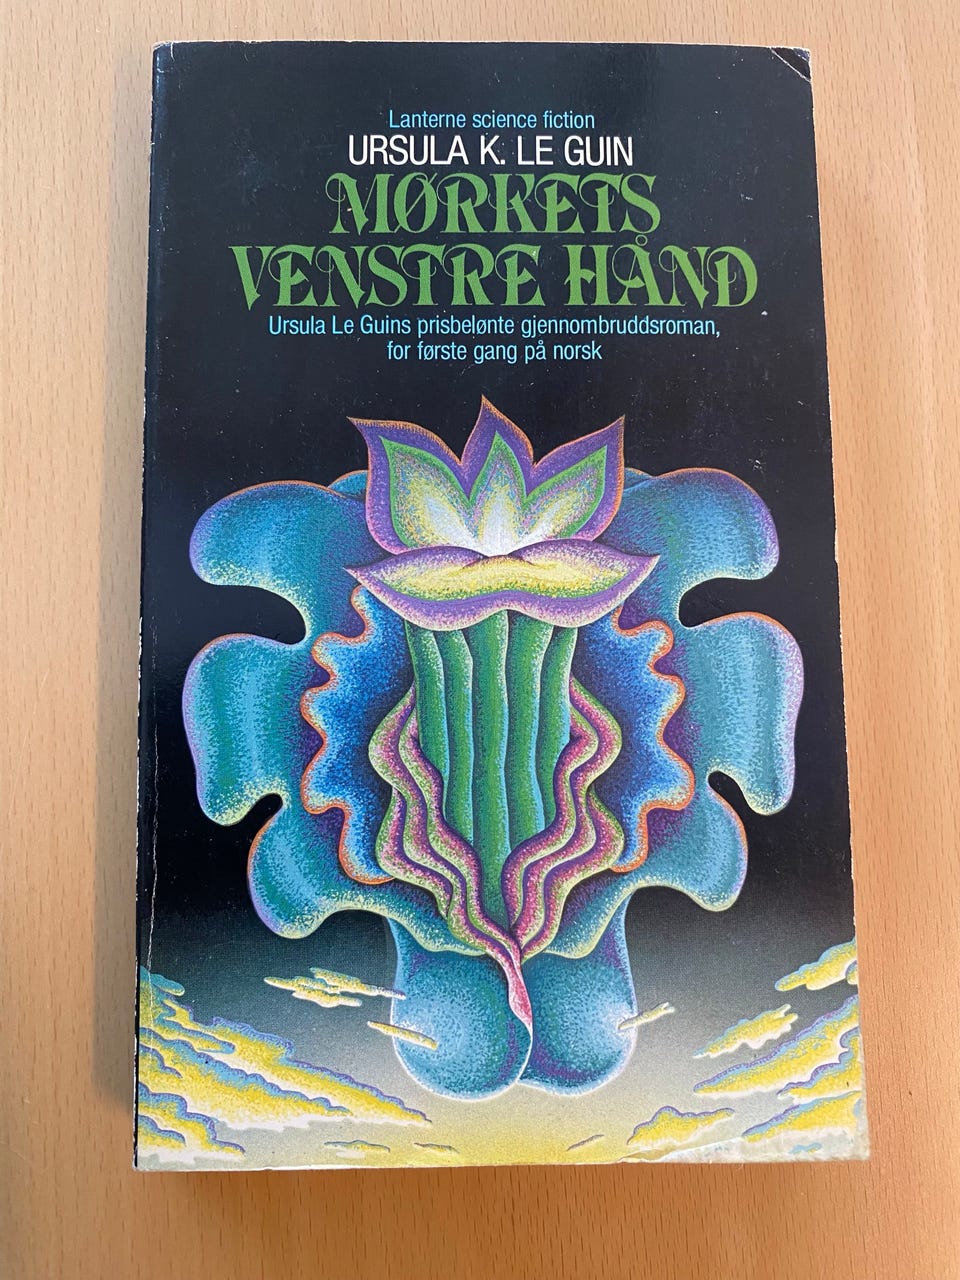 Lanterne science fiction
URSULA K. LE GUIN
MØRKETS
VENSTRE HÅND
Ursula Le Guins prisbelønte gjennombruddsroman,
for første gang på norsk